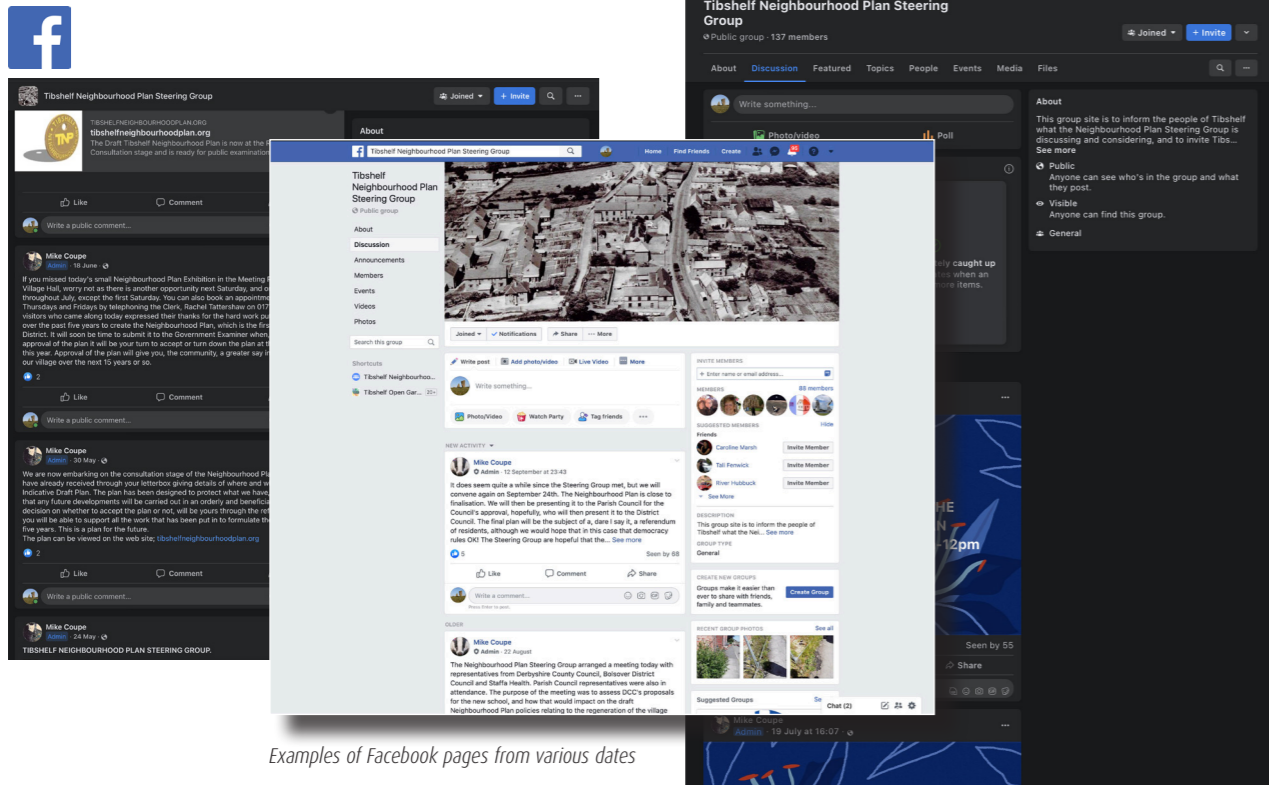 Tibshelf Neighbourhood Plan Steering Group
Joined
+ Invite
TIBSHELFNEIGHBOURHOODPLAN.ORG
tibshelfneighbourhoodplan.org
The Draft Tibshelf Neighbourhood Plan is now at the
Consultation stage and is ready for public examination
About
Like
Comment
Write a public comment...
Mike Coupe
Admin · 18 June ·
If you missed today's small Neighbourhood Plan Exhibition in the Meeting
Village Hall, worry not as there is another opportunity next Saturday, and
throughout July, except the first Saturday. You can also book an appointme
Thursdays and Fridays by telephoning the Clerk, Rachel Tattershaw on 017
visitors who came along today expressed their thanks for the hard work pu
over the past five years to create the Neighbourhood Plan, which is the firs
District. It will soon be time to submit it to the Government Examiner when,
approval of the plan it will be your turn to accept or turn down the plan at th
this year. Approval of the plan will give you, the community, a greater say in
our village over the next 15 years or so.
2
Like
Comment
Write a public comment...
Mike Coupe
Admin · 30 May ·
We are now embarking on the consultation stage of the Neighbourhood Pla
have already received through your letterbox giving details of where and w
Indicative Draft Plan. The plan has been designed to protect what we have,
that any future developments will be carried out in an orderly and beneficia
decision on whether to accept the plan or not, will be yours through the ref
you will be able to support all the work that has been put in to formulate the
five years. This is a plan for the future.
The plan can be viewed on the web site; tibshelfneighbourhoodplan.org
2
Like
Comment
Write a public comment...
Mike Coupe
Admin · 24 May ·
TIBSHELF NEIGHBOURHOOD PLAN STEERING GROUP.
Tibshelf Neighbourhood Plan Steering Group
Home
Find Friends
Create
Tibshelf
Neighbourhood Plan
Steering Group
Public group
About
Discussion
Announcements
Members
Events
Videos
Photos
Search this group
Shortcuts
Tibshelf Neighbourhoo...
Tibshelf Open Gar... 20+
Joined
Notifications
Share
More
Write post
Add photo/video
Live Video
More
Write something...
Photo/Video
Watch Party
Tag friends
NEW ACTIVITY
Mike Coupe
Admin · 12 September at 23:43
It does seem quite a while since the Steering Group met, but we will
convene again on September 24th. The Neighbourhood Plan is close to
finalisation. We will then be presenting it to the Parish Council for the
Council's approval, hopefully, who will then present it to the District
Council. The final plan will be the subject of a, dare I say it, a referendum
of residents, although we would hope that in this case that democracy
rules OK! The Steering Group are hopeful that the... See more
5
Seen by 68
Like
Comment
Share
Write a comment...
Press Enter to post.
OLDER
Mike Coupe
Admin · 22 August
The Neighbourhood Plan Steering Group arranged a meeting today with
representatives from Derbyshire County Council, Bolsover District
Council and Staffa Health. Parish Council representatives were also in
attendance. The purpose of the meeting was to assess DCC's proposals
for the new school, and how that would impact on the draft
Neighbourhood Plan policies relating to the regeneration of the village
INVITE MEMBERS
+ Enter name or email address...
MEMBERS
86 members
SUGGESTED MEMBERS
Hide
Friends
Caroline Marsh
Invite Member
Tall Fenwick
Invite Member
River Hubbuck
Invite Member
See More
DESCRIPTION
This group site is to inform the people of
Tibshelf what the Nei... See more
GROUP TYPE
General
CREATE NEW GROUPS
Groups make it easier than
ever to share with friends,
family and teammates.
Create Group
RECENT GROUP PHOTOS
See all
Suggested Groups
Se
Chat (2)
Tibshelf Neighbourhood Plan Steering
Group
Public group · 137 members
Joined
+ Invite
About
Discussion
Featured
Topics
People
Events
Media
Files
Write something...
Photo/video
Poll
About
This group site is to inform the people of Tibshelf
what the Neighbourhood Plan Steering Group is
discussing and considering, and to invite Tibs...
See more
Public
Anyone can see who's in the group and what
they post.
Visible
Anyone can find this group.
General
ely caught up
es when an
more items.
HE
N
-12pm
Seen by 55
Share
Mike Coupe
Admin · 19 July at 16:07 ·
Examples of Facebook pages from various dates